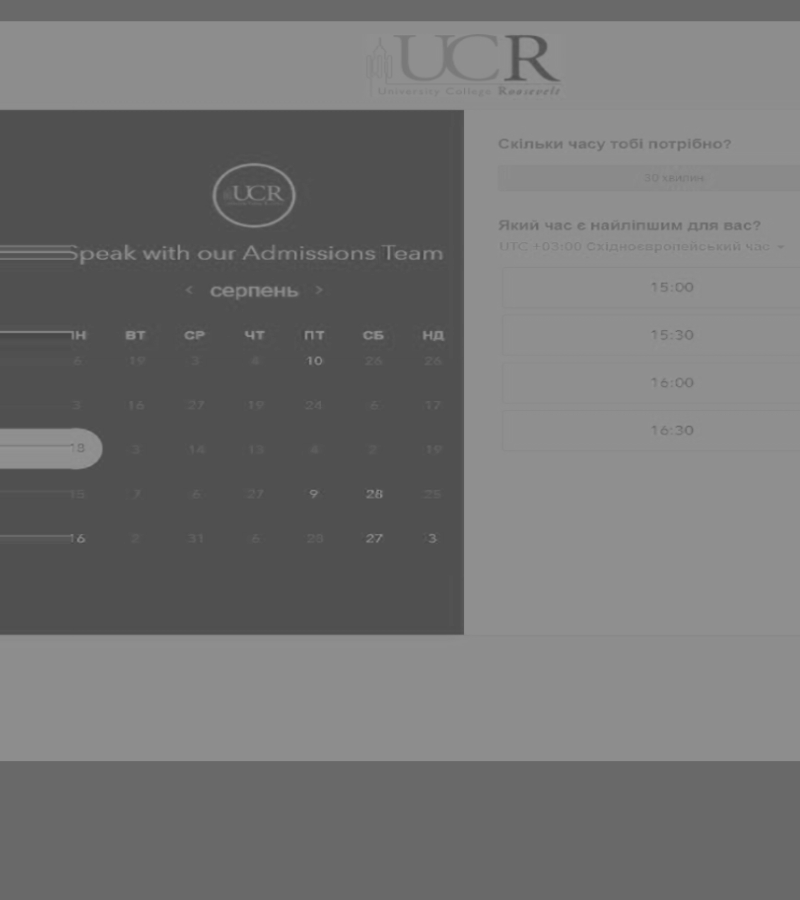 UCR
University College Roosevelt
UCR
Speak with our Admissions Team
< серпень >
ПН ВТ СР ЧТ ПТ СБ НД
6 19 3 4 10 26 26
3 16 27 19 24 6 17
18 3 14 13 4 2 19
7 6 27 9 28
16 2 31 6 27 3
Скільки часу тобі потрібно?
30 хвилин
Який час є найліпшим для вас?
UTC +03:00 Східноєвропейський час
15:00
15:30
16:00
16:30